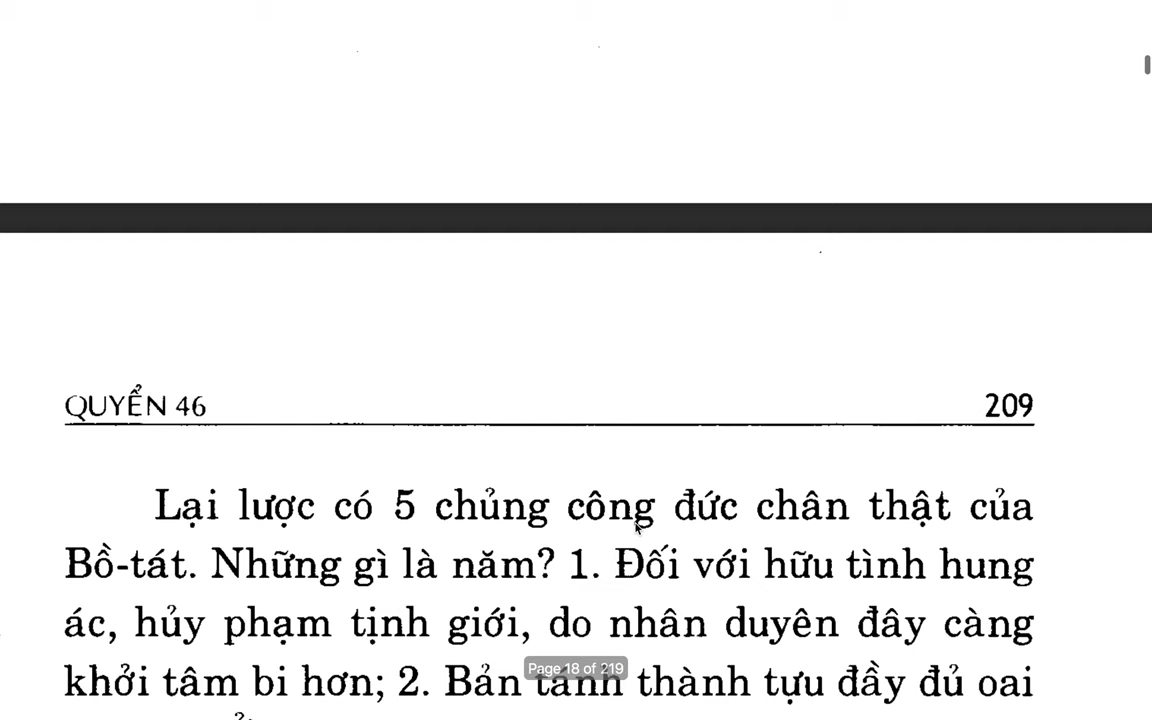 QUYỂN 46 209
Lại lược có 5 chủng công đức chân thật của
Bồ-tát. Những gì là năm? 1. Đối với hữu tình hung
ác, hủy phạm tịnh giới, do nhân duyên đây càng
khởi tâm bi hơn; 2. Bản tánh thành tựu đầy đủ oai
Page 18 of 219